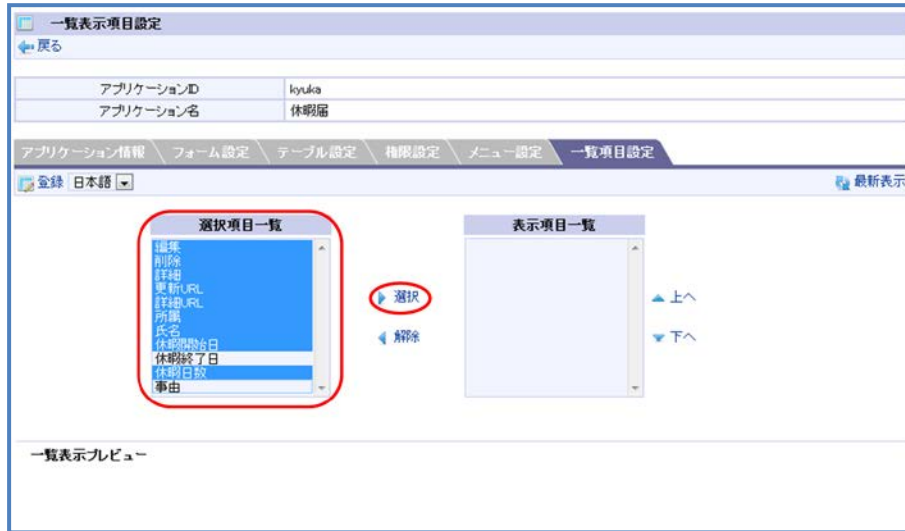 一覧表示項目設定
戻る
アプリケーションID kyuka
アプリケーション名 休暇届
アプリケーション情報 フォーム設定 テーブル設定 権限設定 メニュー設定 一覧項目設定
登録 日本語 最新表示
選択項目一覧 表示項目一覧
編集
削除
詳細
更新URL
詳細URL
所属
氏名
休暇開始日
休暇終了日
休暇日数
事由
選択
解除
上へ
下へ
一覧表示プレビュー